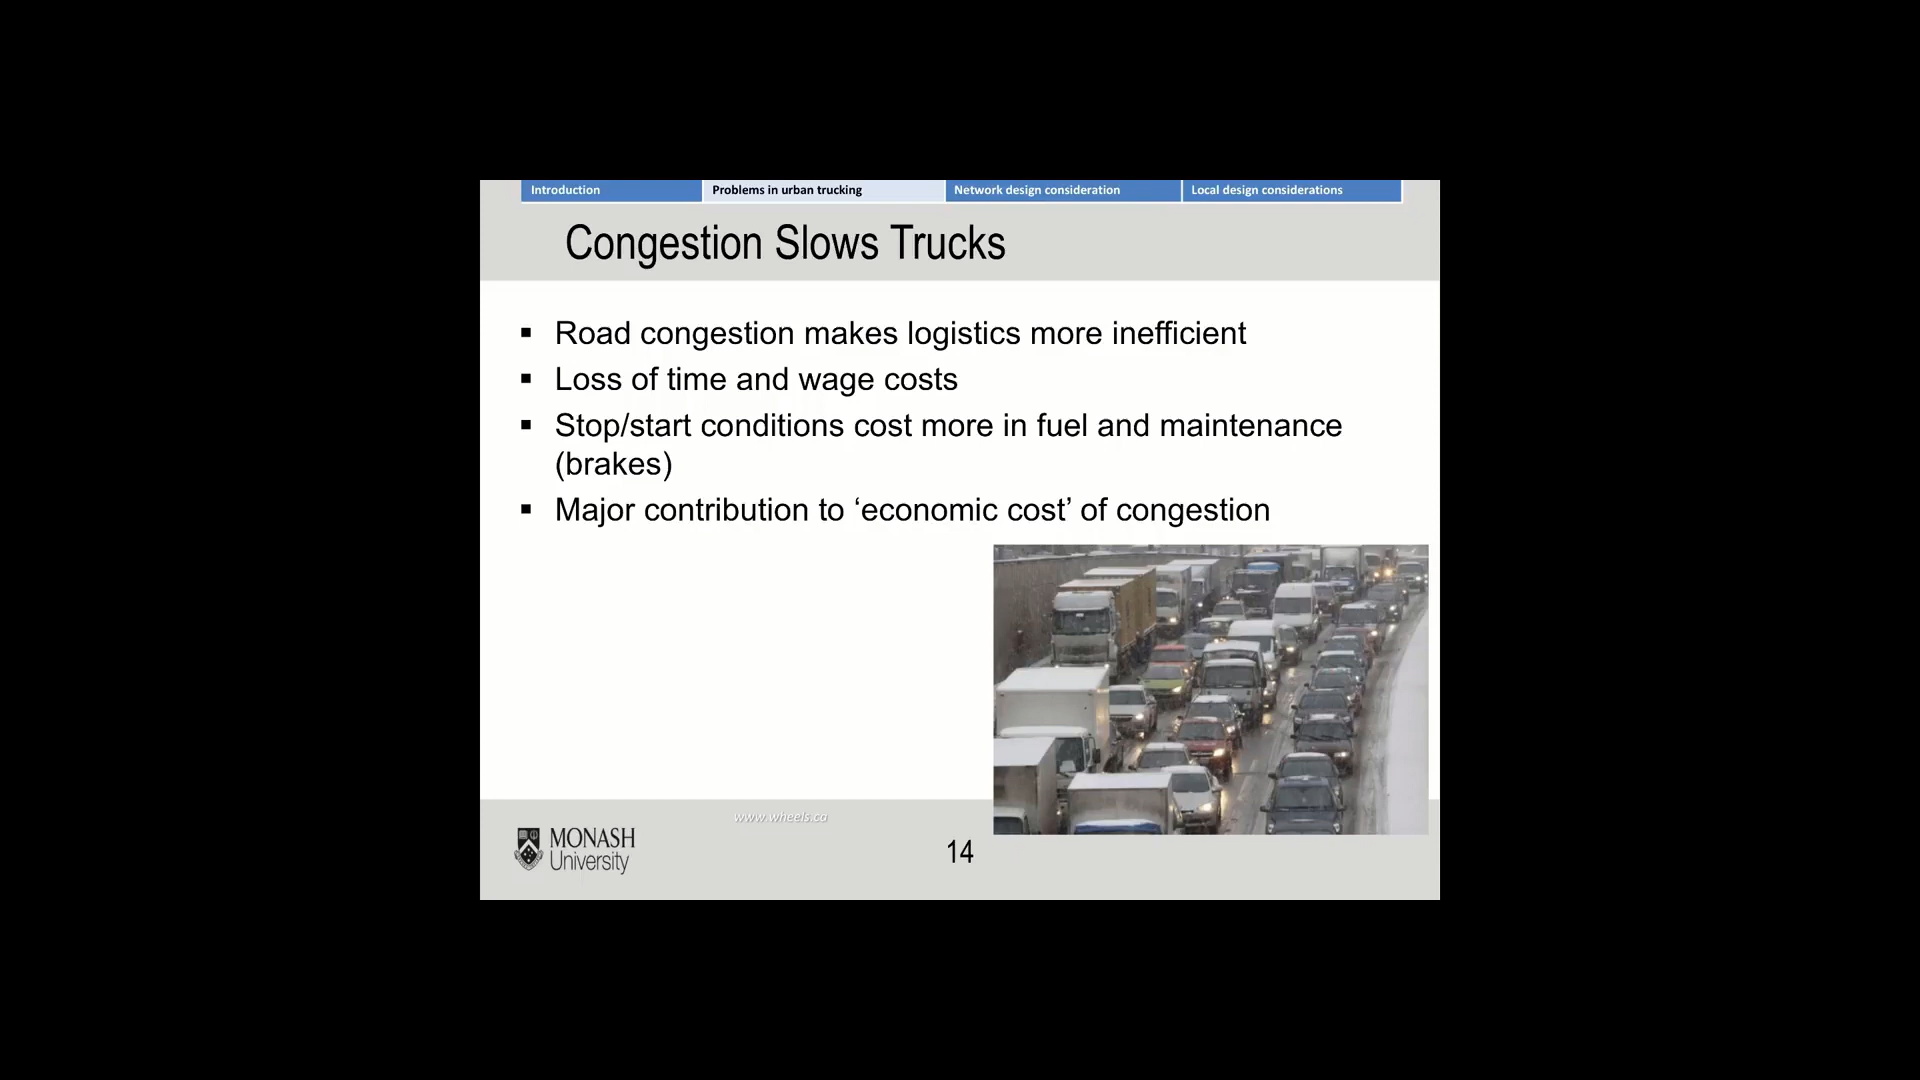 Introduction
Problems in urban trucking
Network design consideration
Local design considerations
Congestion Slows Trucks
▪ Road congestion makes logistics more inefficient
▪ Loss of time and wage costs
▪ Stop/start conditions cost more in fuel and maintenance
(brakes)
▪ Major contribution to ‘economic cost’ of congestion
www.wheels.ca
MONASH
University
14